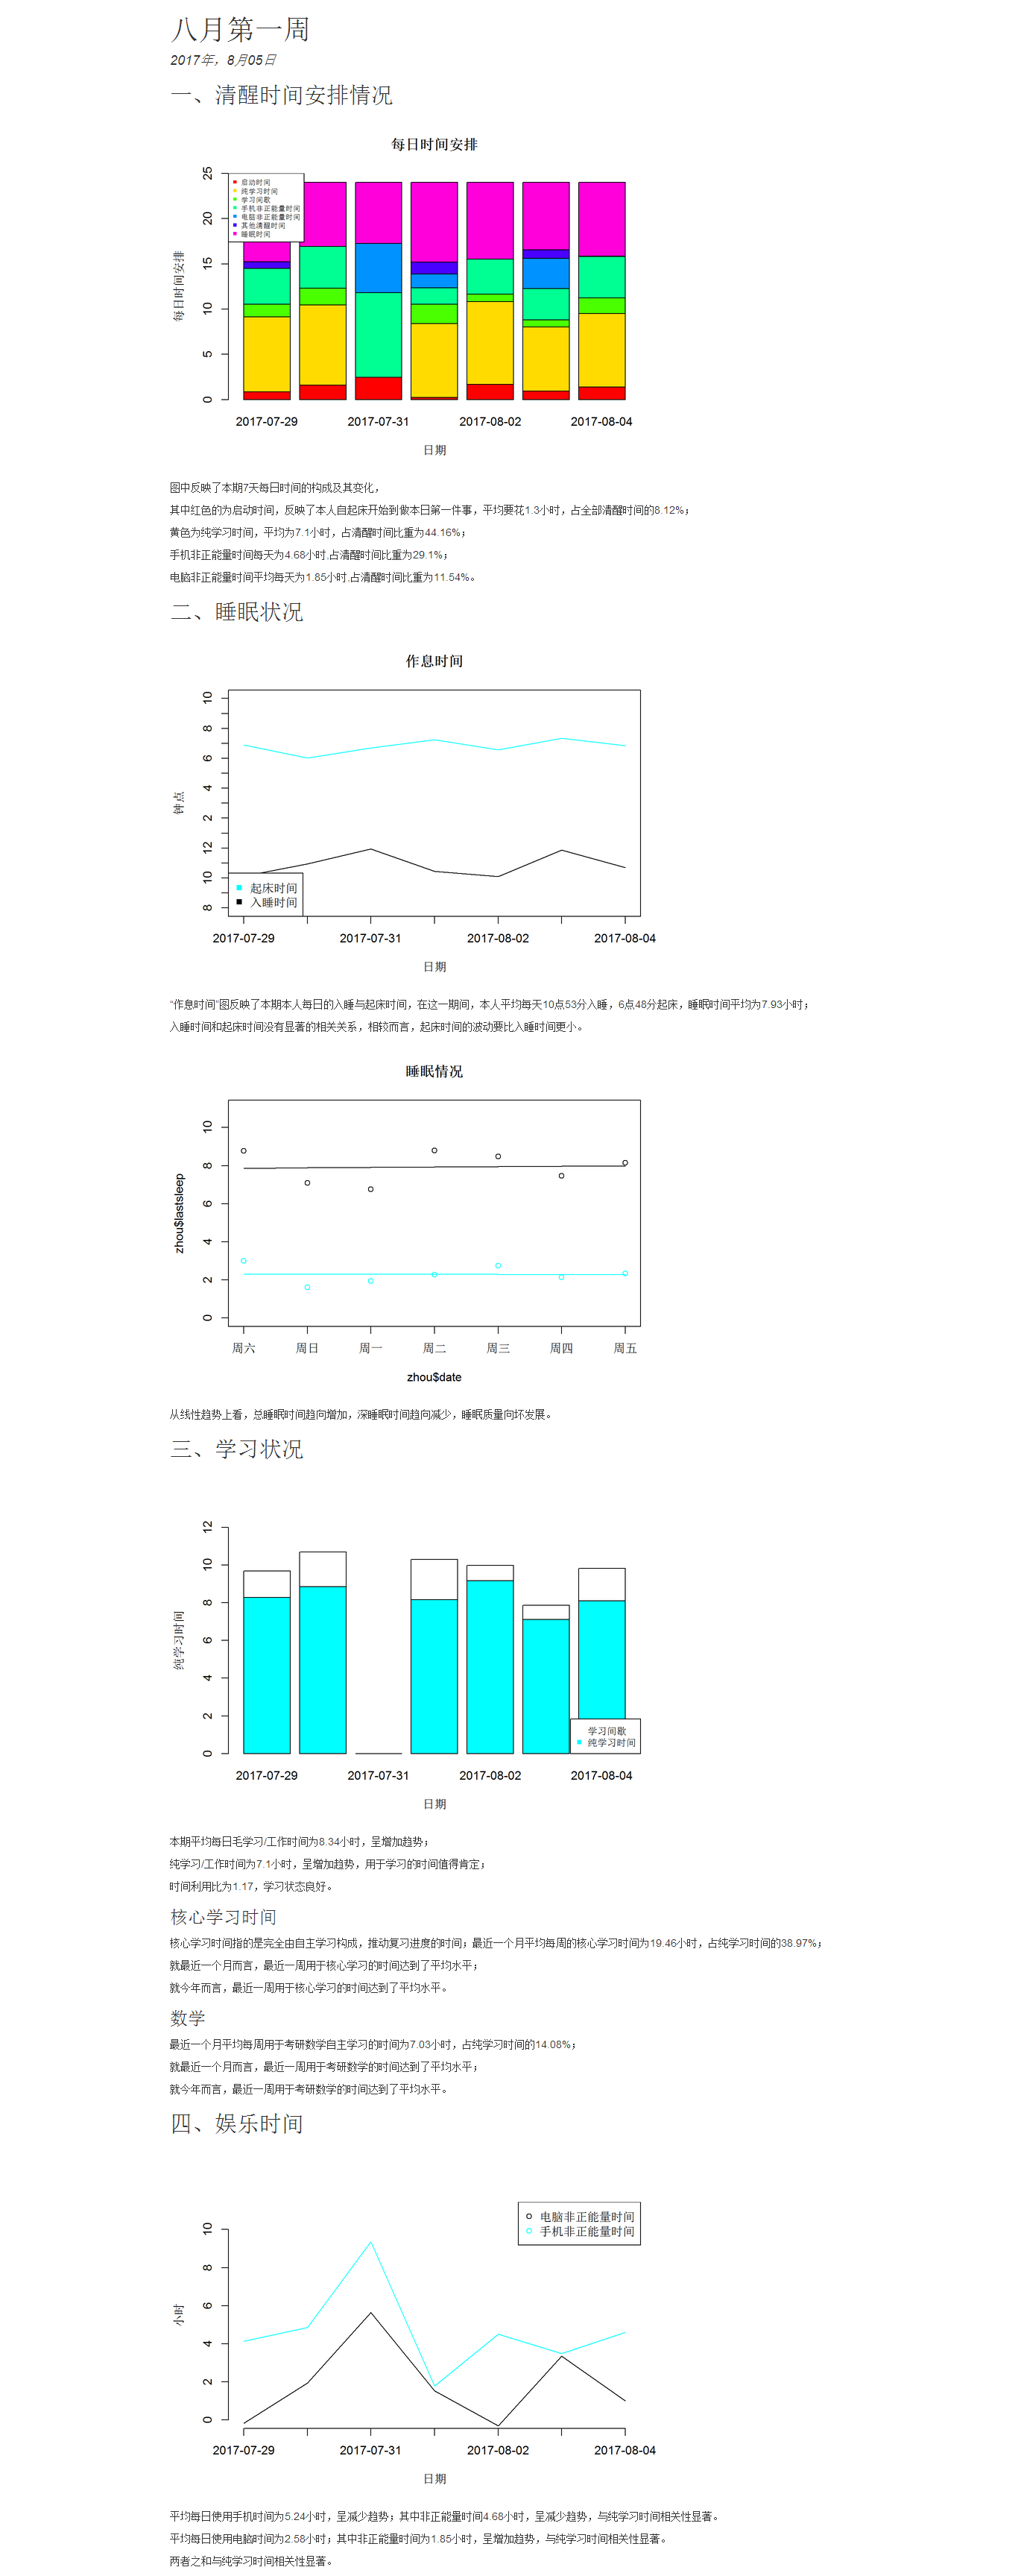 八月第一周
2017年，8月05日
一、清醒时间安排情况
每日时间安排
25
20
15
10
5
0
每日时间安排
启动时间
纯学习时间
学习间歇
手机非正能量时间
电脑非正能量时间
其他清醒时间
睡眠时间
2017-07-29 2017-07-31 2017-08-02 2017-08-04
日期
图中反映了本期7天每日时间的构成及其变化，
其中红色的为启动时间，反映了本人自起床开始到做本日第一件事，平均要花1.3小时，占全部清醒时间的8.12%；
黄色为纯学习时间，平均为7.1小时，占清醒时间比重为44.16%；
手机非正能量时间每天为4.68小时,占清醒时间比重为29.1%；
电脑非正能量时间平均每天为1.85小时,占清醒时间比重为11.54%。
二、睡眠状况
作息时间
10
8
6
4
2
12
10
8
钟点
起床时间
入睡时间
2017-07-29 2017-07-31 2017-08-02 2017-08-04
日期
“作息时间”图反映了本期本人每日的入睡与起床时间，在这一期间，本人平均每天10点53分入睡，6点48分起床，睡眠时间平均为7.93小时；
入睡时间和起床时间没有显著的相关关系，相较而言，起床时间的波动要比入睡时间更小。
睡眠情况
10
8
6
4
2
0
zhou$lastsleep
周六 周日 周一 周二 周三 周四 周五
zhou$date
从线性趋势上看，总睡眠时间趋向增加，深睡眠时间趋向减少，睡眠质量向坏发展。
三、学习状况
12
10
8
6
4
2
0
纯学习时间
学习间歇
纯学习时间
2017-07-29 2017-07-31 2017-08-02 2017-08-04
日期
本期平均每日毛学习/工作时间为8.34小时，呈增加趋势；
纯学习/工作时间为7.1小时，呈增加趋势，用于学习的时间值得肯定；
时间利用比为1.17，学习状态良好。
核心学习时间
核心学习时间指的是完全由自主学习构成，推动复习进度的时间；最近一个月平均每周的核心学习时间为19.46小时，占纯学习时间的38.97%；
就最近一个月而言，最近一周用于核心学习的时间达到了平均水平；
就今年而言，最近一周用于核心学习的时间达到了平均水平。
数学
最近一个月平均每周用于考研数学自主学习的时间为7.03小时，占纯学习时间的14.08%；
就最近一个月而言，最近一周用于考研数学的时间达到了平均水平；
就今年而言，最近一周用于考研数学的时间达到了平均水平。
四、娱乐时间
电脑非正能量时间
手机非正能量时间
10
8
6
4
2
0
小时
2017-07-29 2017-07-31 2017-08-02 2017-08-04
日期
平均每日使用手机时间为5.24小时，呈减少趋势；其中非正能量时间4.68小时，呈减少趋势，与纯学习时间相关性显著。
平均每日使用电脑时间为2.58小时；其中非正能量时间为1.85小时，呈增加趋势，与纯学习时间相关性显著。
两者之和与纯学习时间相关性显著。